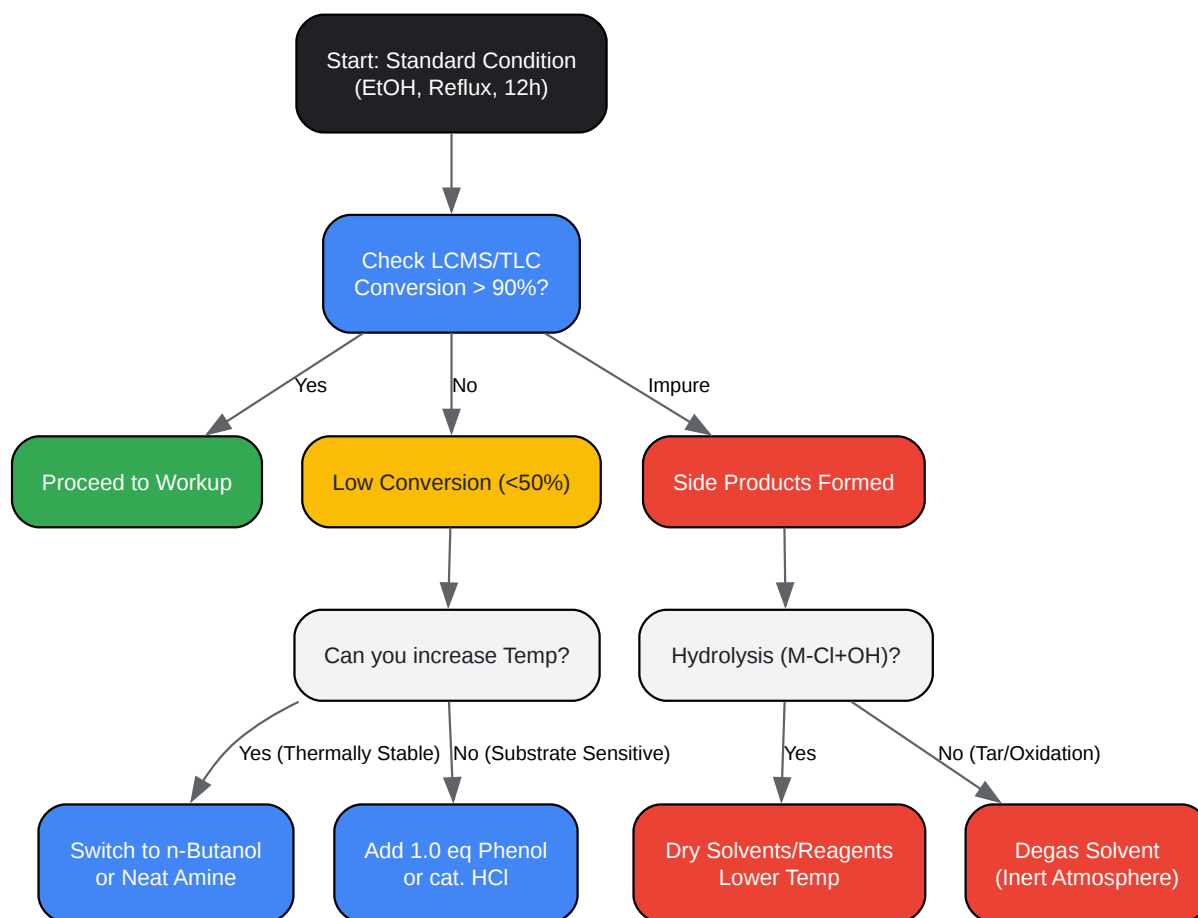 Start: Standard Condition
(EtOH, Reflux, 12h)
Check LCMS/TLC
Conversion > 90%?
Yes
No
Impure
Proceed to Workup
Low Conversion (<50%)
Side Products Formed
Can you increase Temp?
Hydrolysis (M-Cl+OH)?
Yes (Thermally Stable)
No (Substrate Sensitive)
Yes
No (Tar/Oxidation)
Switch to n-Butanol
or Neat Amine
Add 1.0 eq Phenol
or cat. HCl
Dry Solvents/Reagents
Lower Temp
Degas Solvent
(Inert Atmosphere)